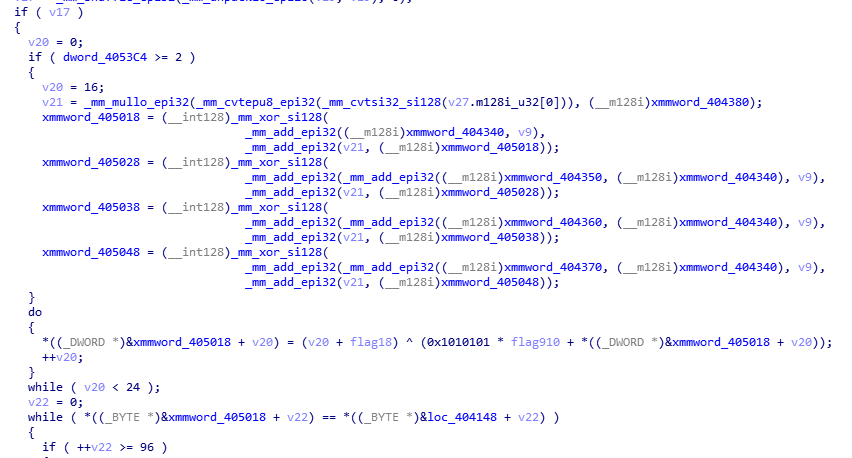 if ( v17 )
{
v20 = 0;
if ( dword_4053C4 >= 2 )
{
v20 = 16;
v21 = _mm_mullo_epi32(_mm_cvtepu8_epi32(_mm_cvtsi32_si128(v27.m128i_u32[0])), (__m128i)xmmword_404380);
xmmword_405018 = (__int128)_mm_xor_si128(
_mm_add_epi32((__m128i)xmmword_404340, v9),
_mm_add_epi32(v21, (__m128i)xmmword_405018));
xmmword_405028 = (__int128)_mm_xor_si128(
_mm_add_epi32(_mm_add_epi32((__m128i)xmmword_404350, (__m128i)xmmword_404340), v9),
_mm_add_epi32(v21, (__m128i)xmmword_405028));
xmmword_405038 = (__int128)_mm_xor_si128(
_mm_add_epi32(_mm_add_epi32((__m128i)xmmword_404360, (__m128i)xmmword_404340), v9),
_mm_add_epi32(v21, (__m128i)xmmword_405038));
xmmword_405048 = (__int128)_mm_xor_si128(
_mm_add_epi32(_mm_add_epi32((__m128i)xmmword_404370, (__m128i)xmmword_404340), v9),
_mm_add_epi32(v21, (__m128i)xmmword_405048));
}
do
{
*((_DWORD *)&xmmword_405018 + v20) = (v20 + flag18) ^ (0x1010101 * flag910 + *((_DWORD *)&xmmword_405018 + v20));
++v20;
}
while ( v20 < 24 );
v22 = 0;
while ( *((_BYTE *)&xmmword_405018 + v22) == *((_BYTE *)&loc_404148 + v22) )
{
if ( ++v22 >= 96 )